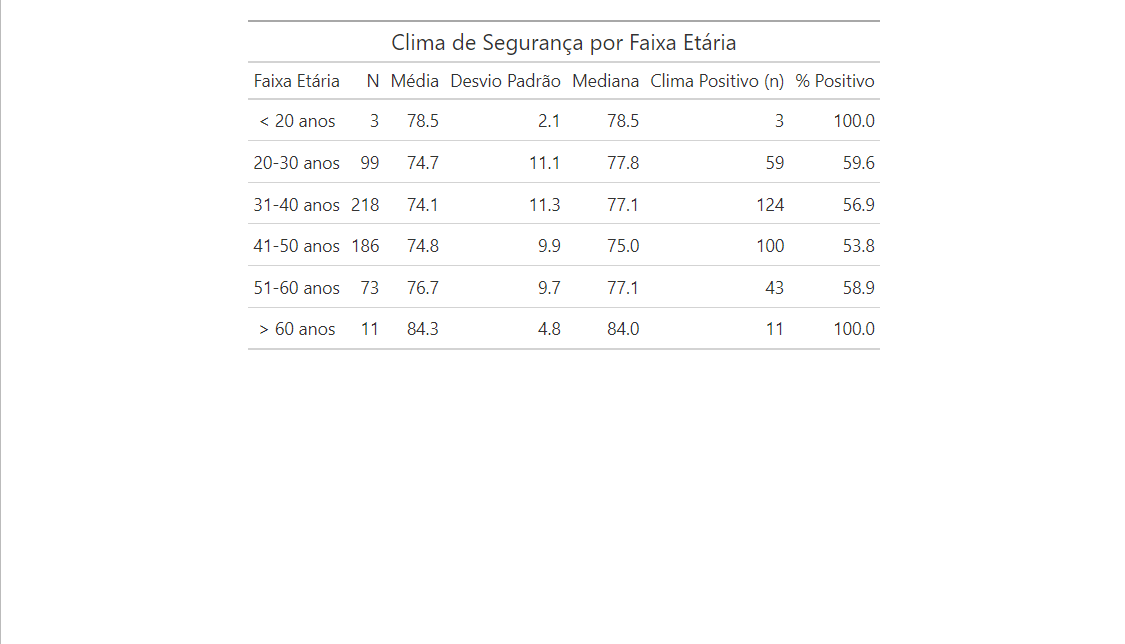 Clima de Segurança por Faixa Etária
Faixa Etária N Média Desvio Padrão Mediana Clima Positivo (n) % Positivo
< 20 anos 3 78.5 2.1 78.5 3 100.0
20-30 anos 99 74.7 11.1 77.8 59 59.6
31-40 anos 218 74.1 11.3 77.1 124 56.9
41-50 anos 186 74.8 9.9 75.0 100 53.8
51-60 anos 73 76.7 9.7 77.1 43 58.9
> 60 anos 11 84.3 4.8 84.0 11 100.0